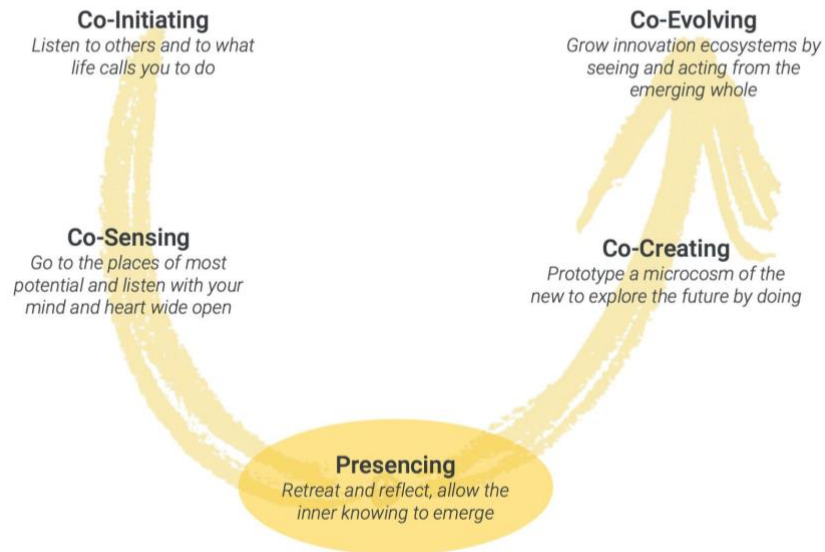 Co-Initiating
Listen to others and to what
life calls you to do
Co-Sensing
Go to the places of most
potential and listen with your
mind and heart wide open
Presencing
Retreat and reflect, allow the
inner knowing to emerge
Co-Creating
Prototype a microcosm of the
new to explore the future by doing
Co-Evolving
Grow innovation ecosystems by
seeing and acting from the
emerging whole